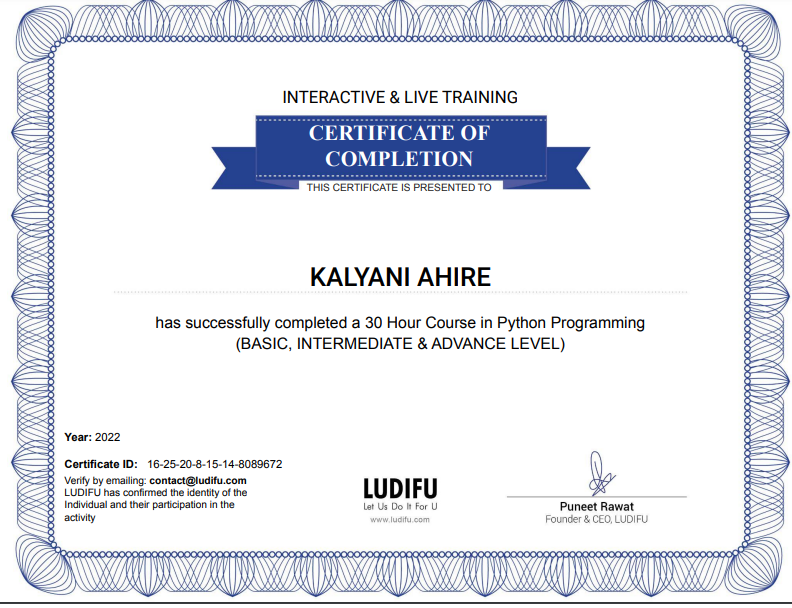 INTERACTIVE & LIVE TRAINING
CERTIFICATE OF
COMPLETION
THIS CERTIFICATE IS PRESENTED TO
KALYANI AHIRE
has successfully completed a 30 Hour Course in Python Programming
(BASIC, INTERMEDIATE & ADVANCE LEVEL)
Year: 2022
Certificate ID: 16-25-20-8-15-14-8089672
Verify by emailing: contact@ludifu.com
LUDIFU has confirmed the identity of the
Individual and their participation in the
activity
LUDIFU
Let Us Do It For U
www.ludifu.com
Puneet Rawat
Founder & CEO, LUDIFU